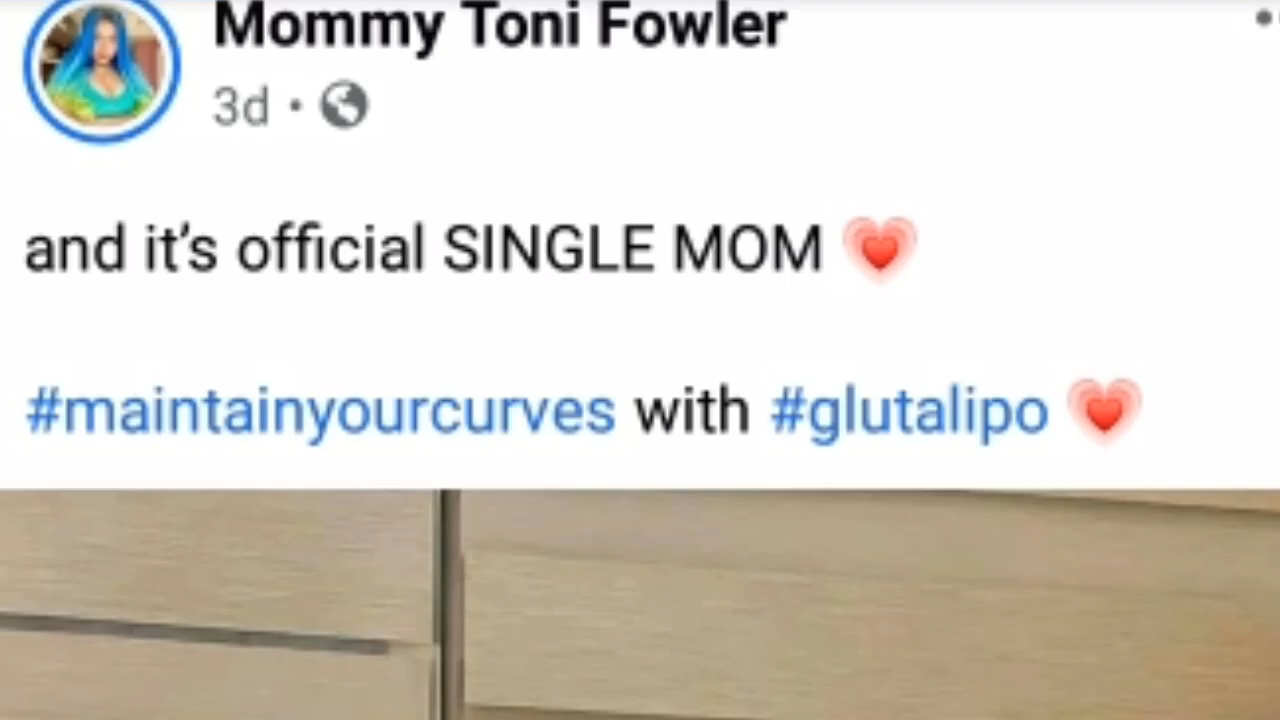 Mommy Toni Fowler
3d •
and it's official SINGLE MOM 💗
#maintainyourcurves with #glutalipo 💗